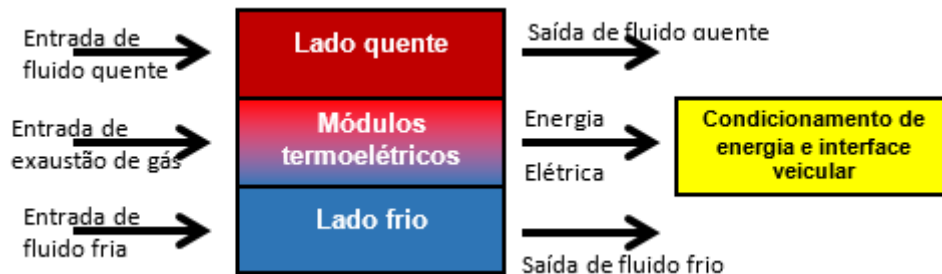 Entrada de
fluido quente
Lado quente
Saída de fluido quente
Entrada de
exaustão de gás
Módulos
termoelétricos
Energia
Elétrica
Condicionamento de
energia e interface
veicular
Entrada de
fluido fria
Lado frio
Saída de fluido frio